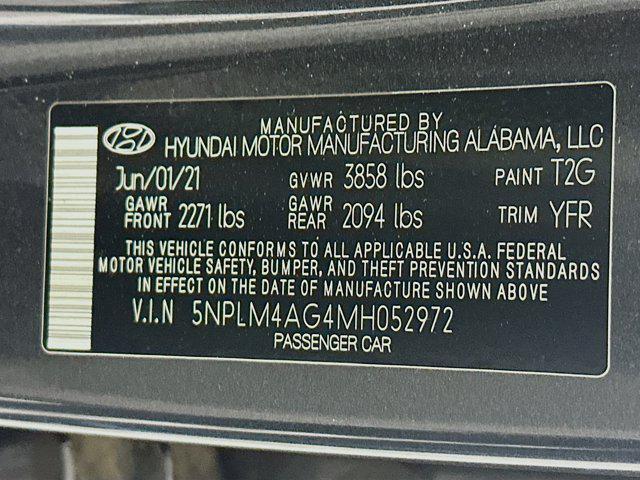 MANUFACTURED BY
HYUNDAI MOTOR MANUFACTURING ALABAMA, LLC
Jun/01/21 GVWR 3858 lbs PAINT T2G
GAWR FRONT 2271 lbs GAWR REAR 2094 lbs TRIM YFR
THIS VEHICLE CONFORMS TO ALL APPLICABLE U.S.A. FEDERAL
MOTOR VEHICLE SAFETY, BUMPER, AND THEFT PREVENTION STANDARDS
IN EFFECT ON THE DATE OF MANUFACTURE SHOWN ABOVE
V.I.N 5NPLM4AG4MH052972
PASSENGER CAR